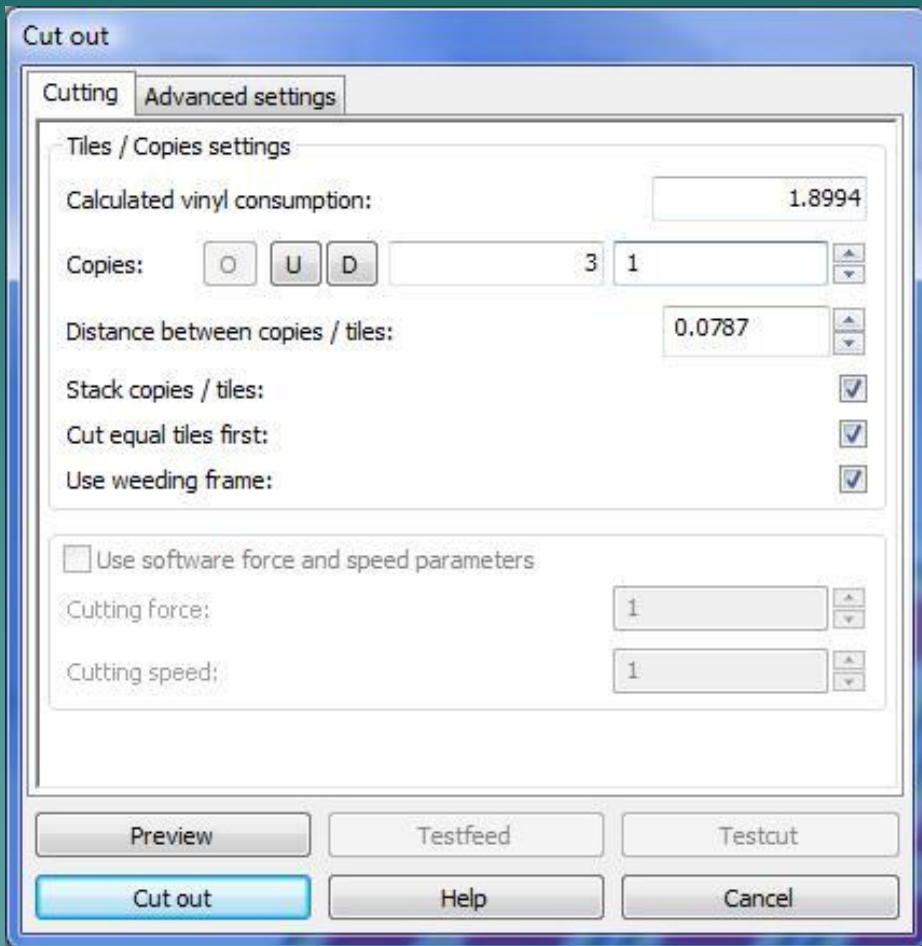 Cut out
Cutting Advanced settings
Tiles / Copies settings
Calculated vinyl consumption: 1.8994
Copies: O U D 3 1
Distance between copies / tiles: 0.0787
Stack copies / tiles:
Cut equal tiles first:
Use weeding frame:
Use software force and speed parameters
Cutting force: 1
Cutting speed: 1
Preview Testfeed Testcut
Cut out Help Cancel